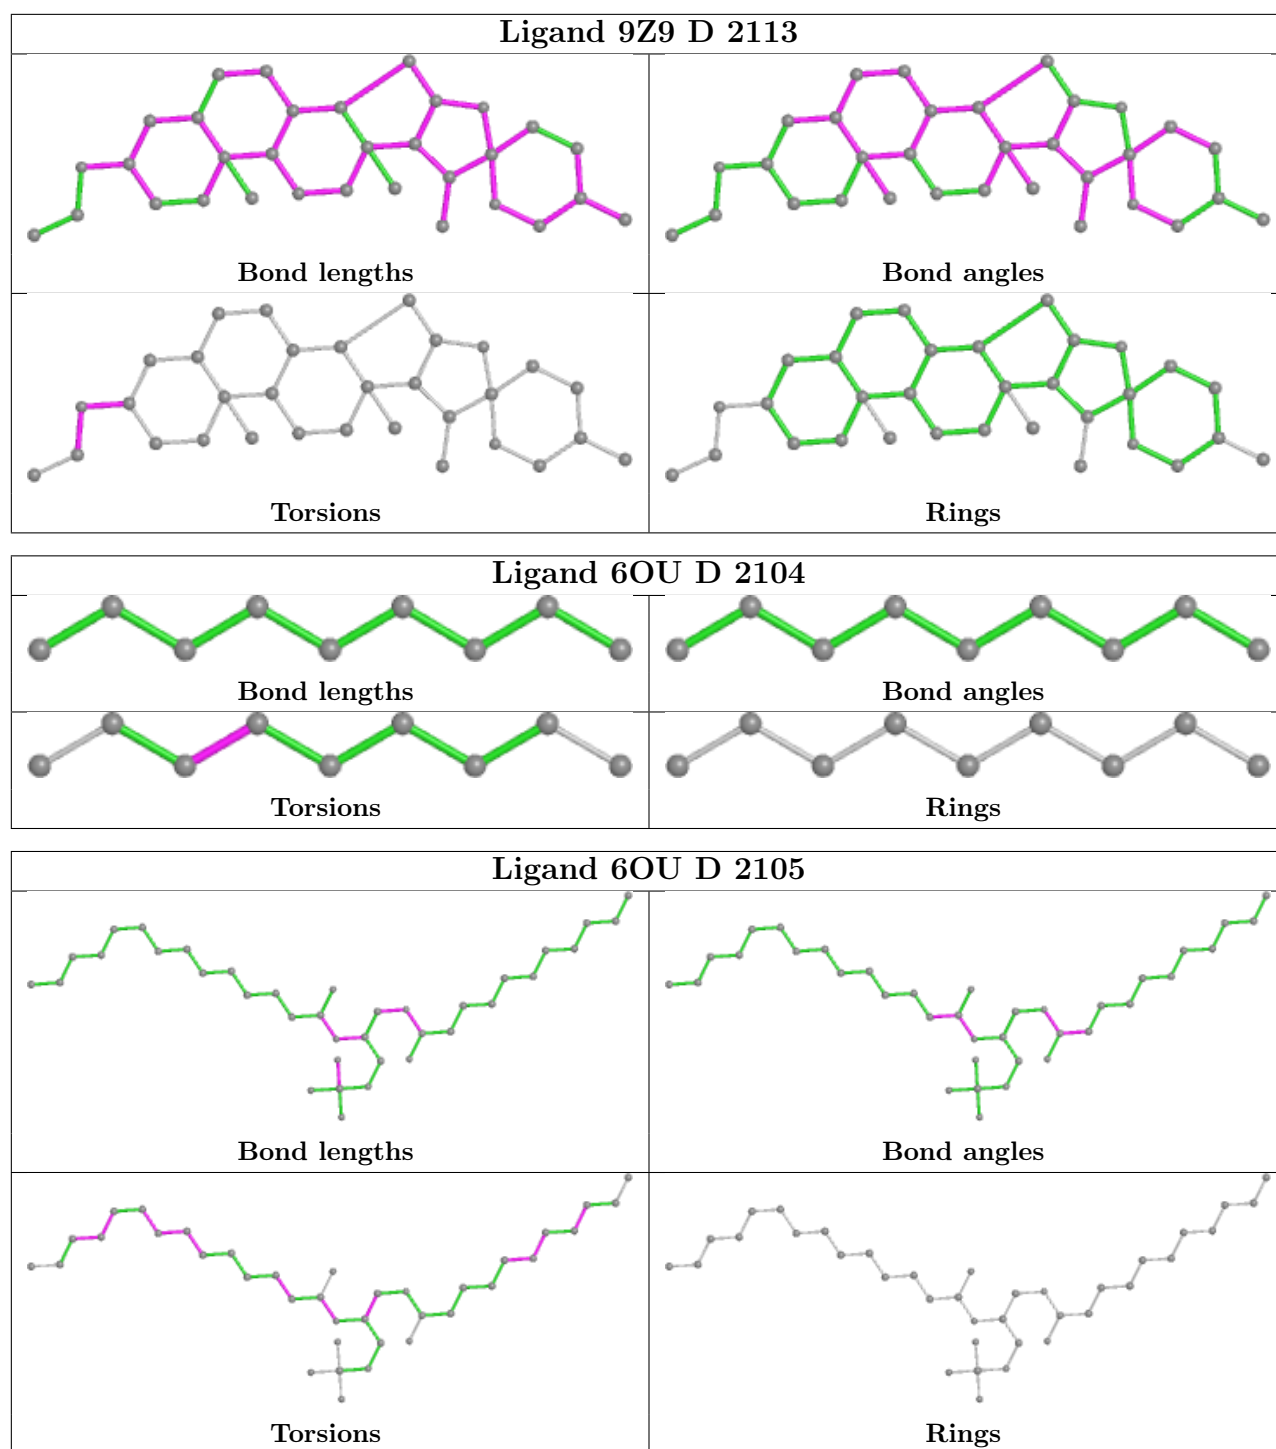 Ligand 9Z9 D 2113
Bond lengths
Bond angles
Torsions
Rings
Ligand 6OU D 2104
Bond lengths
Bond angles
Torsions
Rings
Ligand 6OU D 2105
Bond lengths
Bond angles
Torsions
Rings